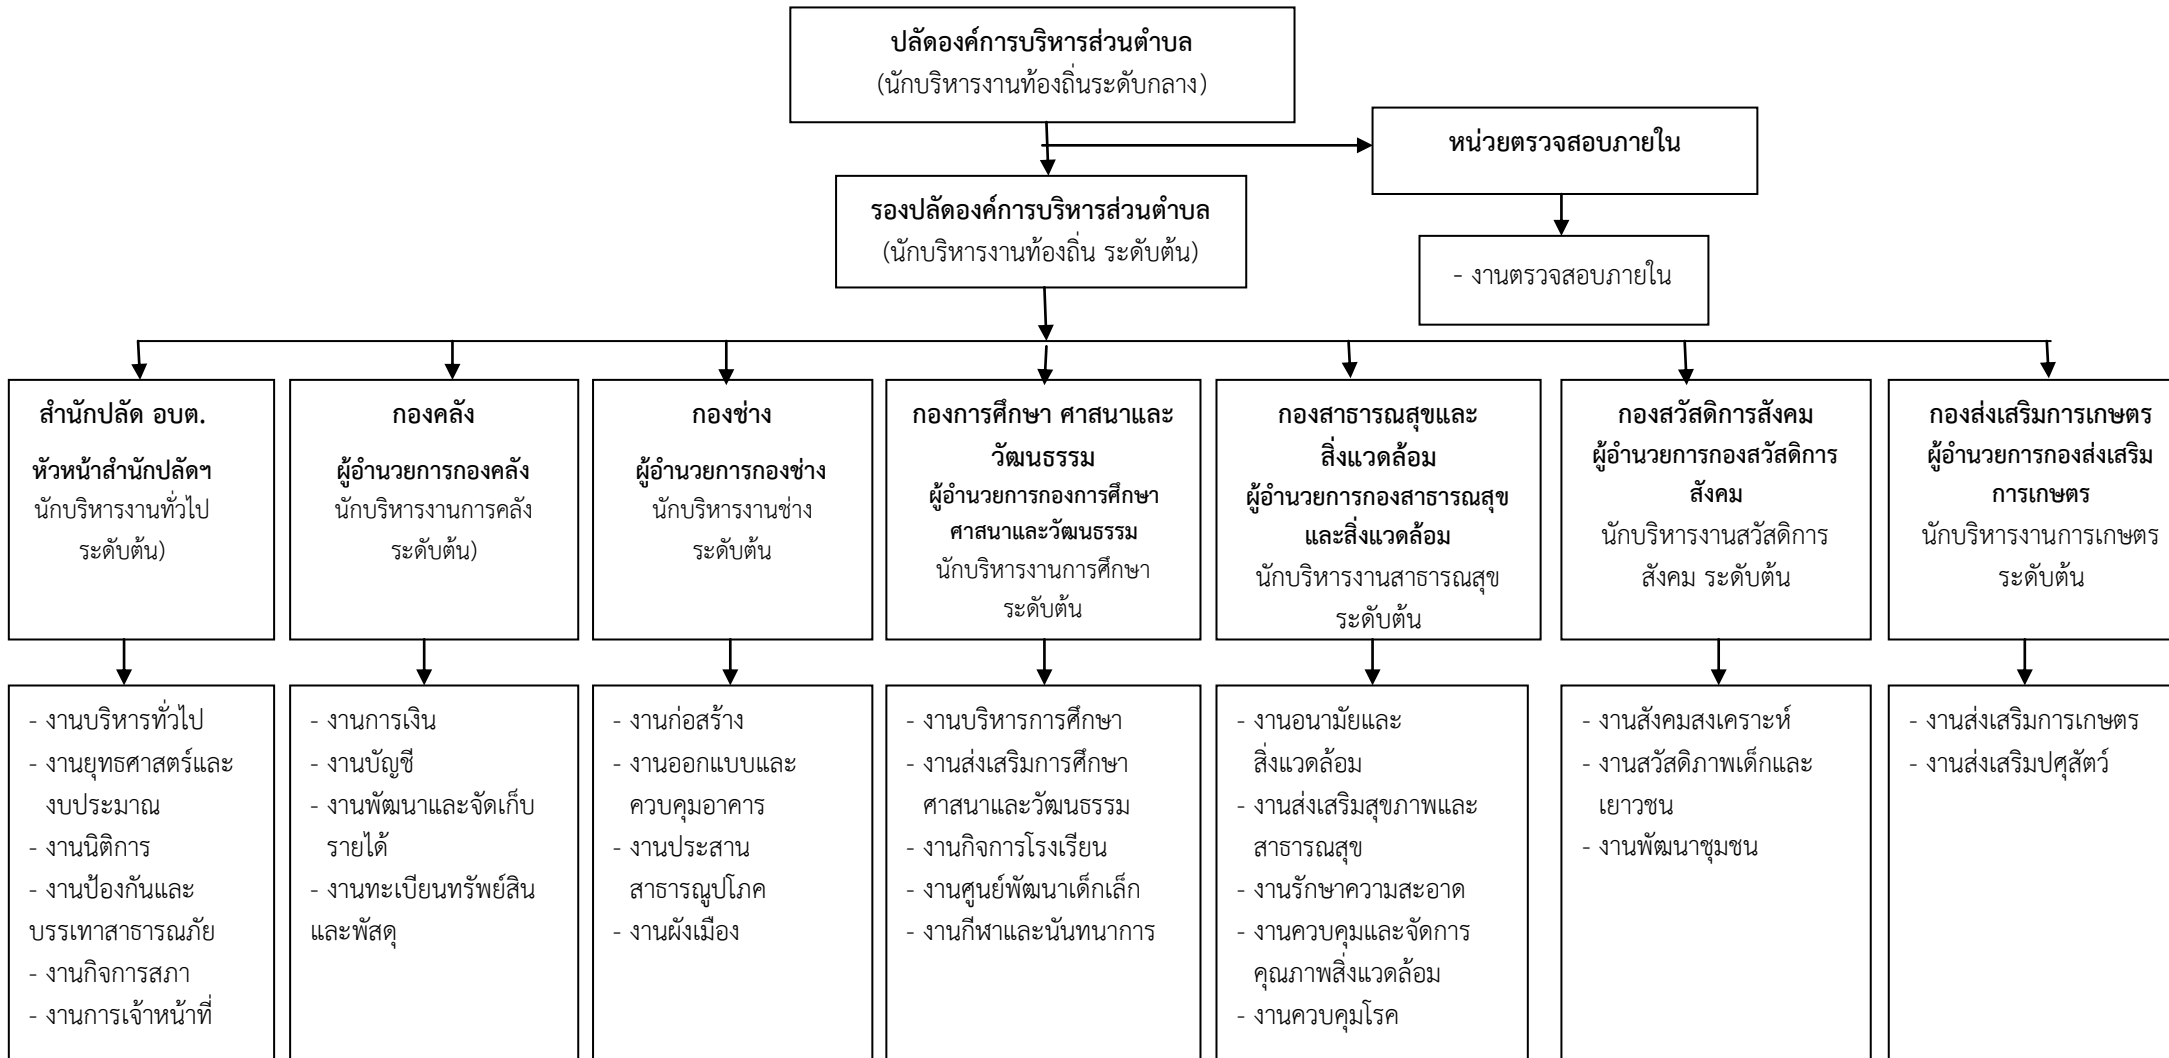 ปลัดองค์การบริหารส่วนตำบล
(นักบริหารงานท้องถิ่นระดับกลาง)
หน่วยตรวจสอบภายใน
รองปลัดองค์การบริหารส่วนตำบล
(นักบริหารงานท้องถิ่น ระดับต้น)
- งานตรวจสอบภายใน
สำนักปลัด อบต.
หัวหน้าสำนักปลัดฯ
นักบริหารงานทั่วไป
ระดับต้น)
กองคลัง
ผู้อำนวยการกองคลัง
นักบริหารงานการคลัง
ระดับต้น)
กองช่าง
ผู้อำนวยการกองช่าง
นักบริหารงานช่าง
ระดับต้น
กองการศึกษา ศาสนาและ
วัฒนธรรม
ผู้อำนวยการกองการศึกษา
ศาสนาและวัฒนธรรม
นักบริหารงานการศึกษา
ระดับต้น
กองสาธารณสุขและ
สิ่งแวดล้อม
ผู้อำนวยการกองสาธารณสุข
และสิ่งแวดล้อม
นักบริหารงานสาธารณสุข
ระดับต้น
กองสวัสดิการสังคม
ผู้อำนวยการกองสวัสดิการ
สังคม
นักบริหารงานสวัสดิการ
สังคม ระดับต้น
กองส่งเสริมการเกษตร
ผู้อำนวยการกองส่งเสริม
การเกษตร
นักบริหารงานการเกษตร
ระดับต้น
- งานบริหารทั่วไป
- งานยุทธศาสตร์และ
งบประมาณ
- งานนิติการ
- งานป้องกันและ
บรรเทาสาธารณภัย
- งานกิจการสภา
- งานการเจ้าหน้าที่
- งานการเงิน
- งานบัญชี
- งานพัฒนาและจัดเก็บ
รายได้
- งานทะเบียนทรัพย์สิน
และพัสดุ
- งานก่อสร้าง
- งานออกแบบและ
ควบคุมอาคาร
- งานประสาน
สาธารณูปโภค
- งานผังเมือง
- งานบริหารการศึกษา
- งานส่งเสริมการศึกษา
ศาสนาและวัฒนธรรม
- งานกิจการโรงเรียน
- งานศูนย์พัฒนาเด็กเล็ก
- งานกีฬาและนันทนาการ
- งานอนามัยและ
สิ่งแวดล้อม
- งานส่งเสริมสุขภาพและ
สาธารณสุข
- งานรักษาความสะอาด
- งานควบคุมและจัดการ
คุณภาพสิ่งแวดล้อม
- งานควบคุมโรค
- งานสังคมสงเคราะห์
- งานสวัสดิภาพเด็กและ
เยาวชน
- งานพัฒนาชุมชน
- งานส่งเสริมการเกษตร
- งานส่งเสริมปศุสัตว์